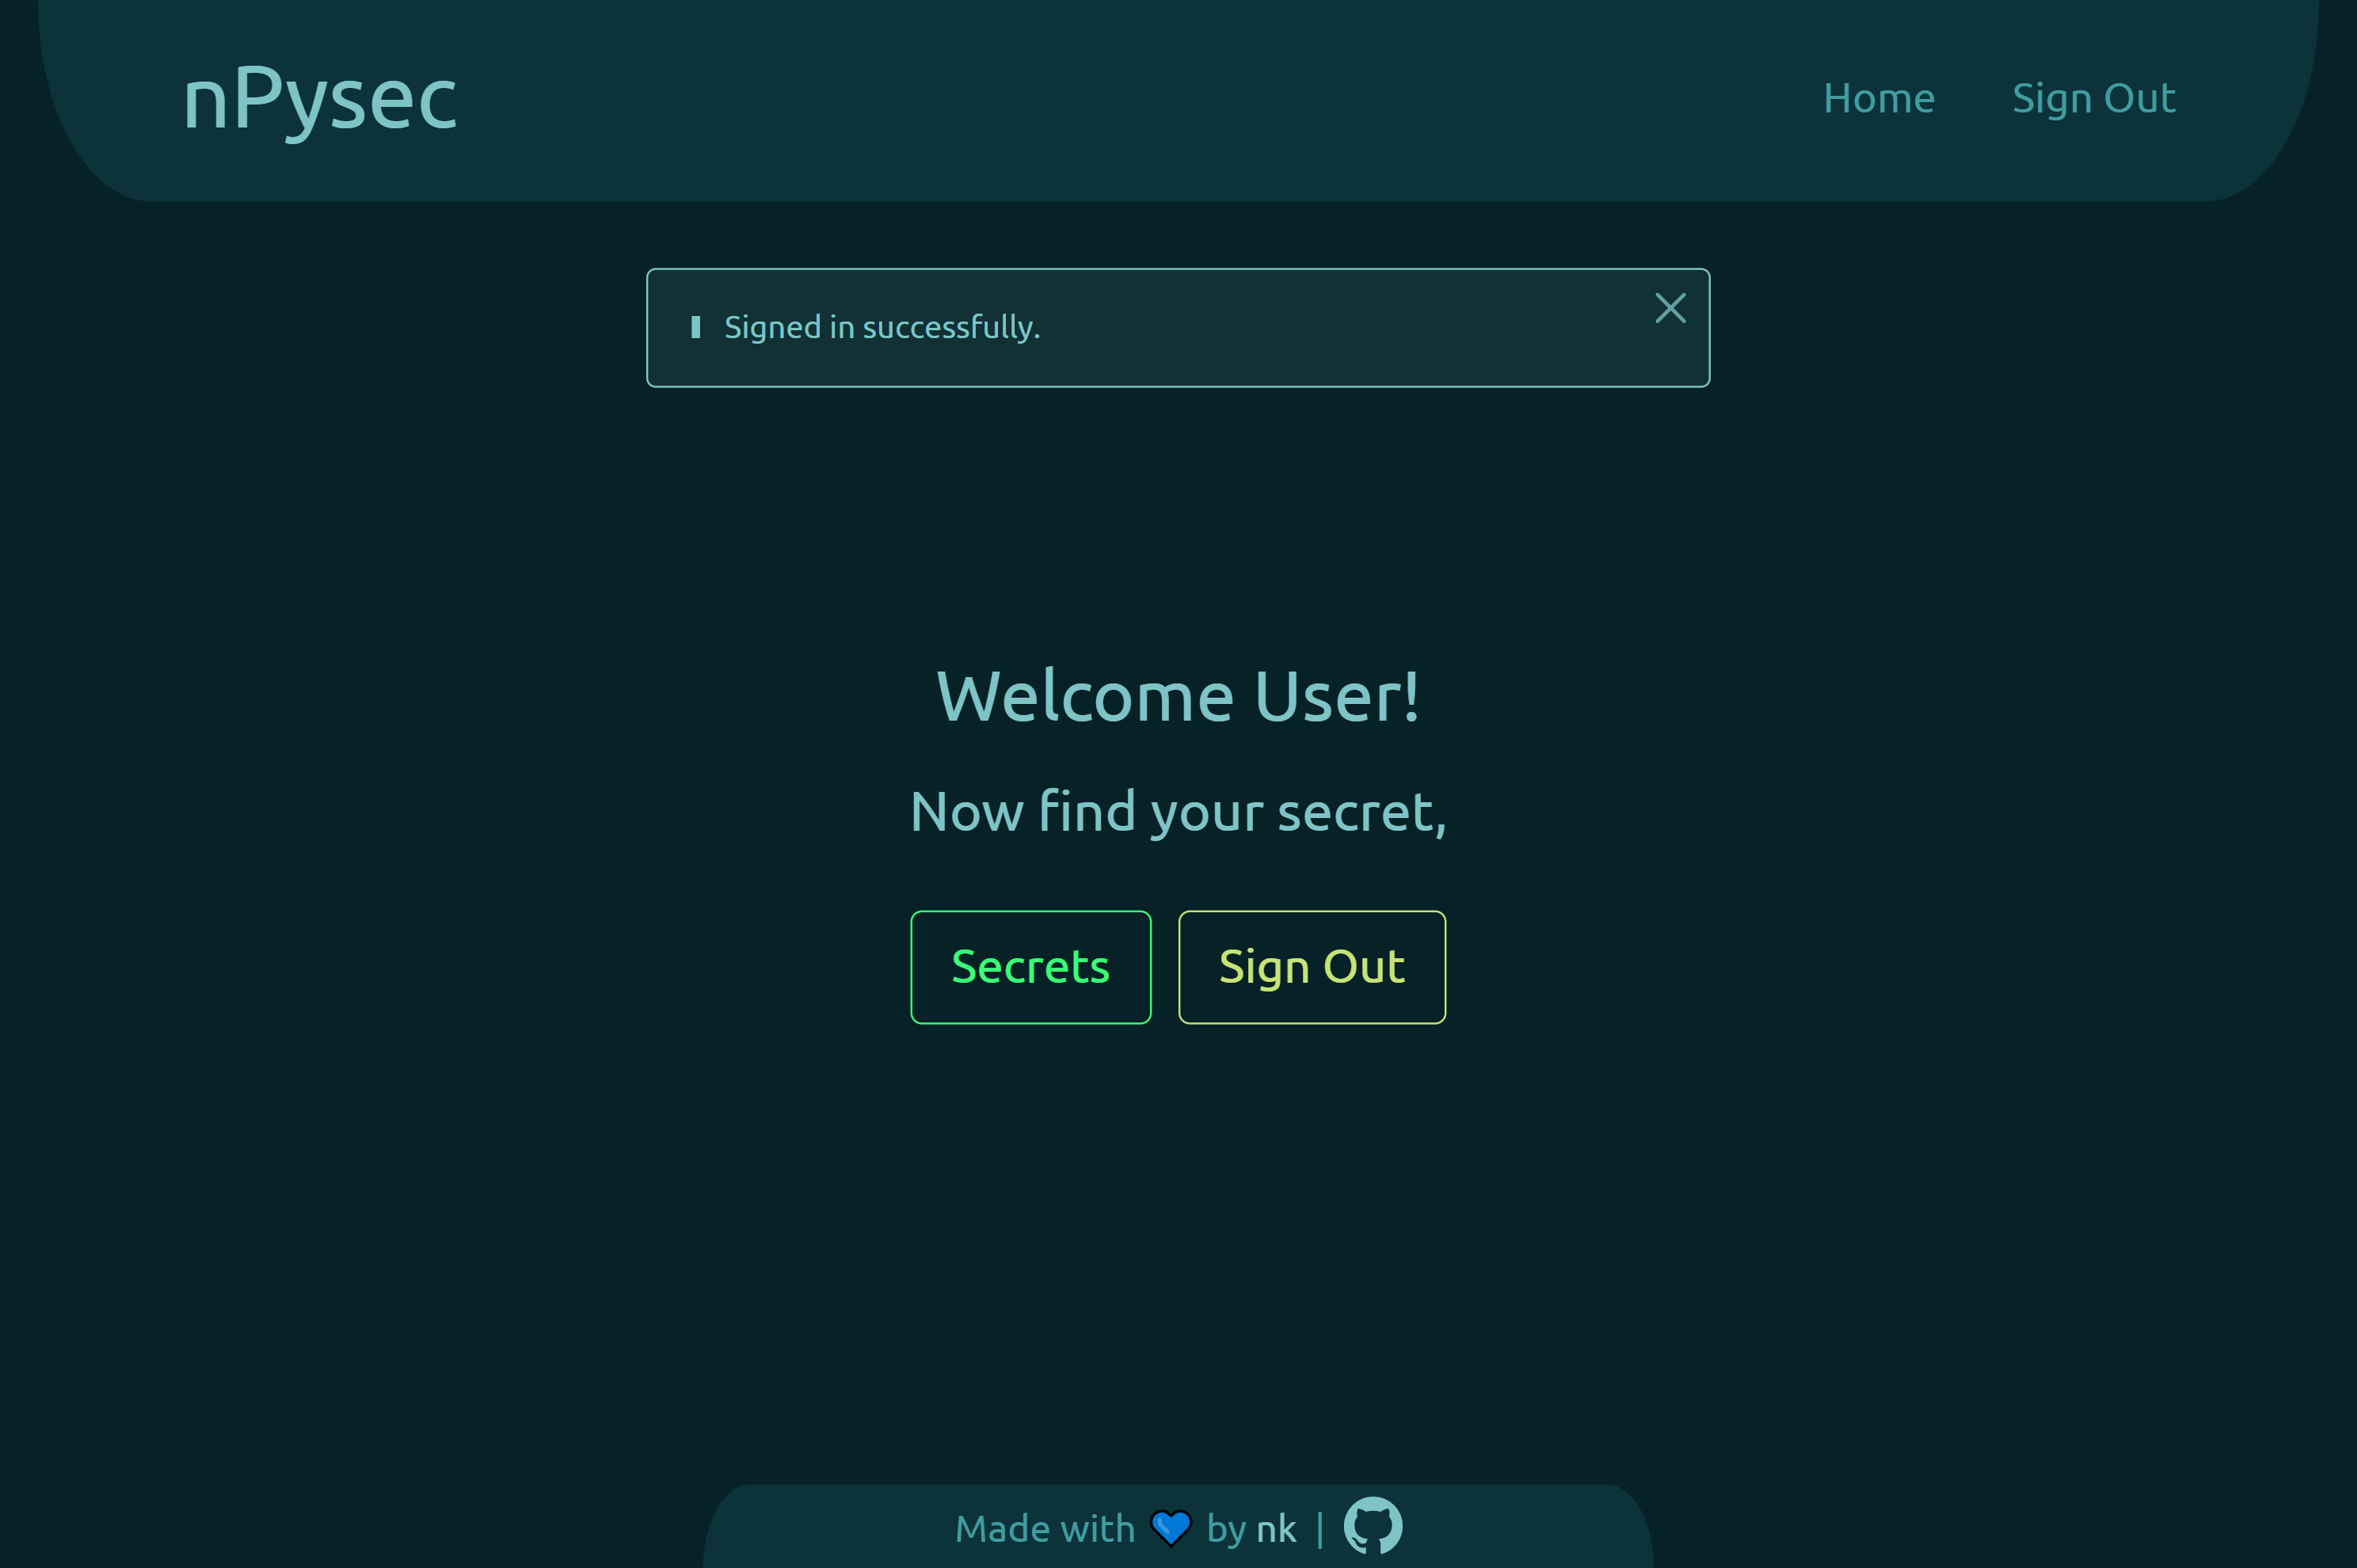 nPysec
Home Sign Out
Signed in successfully.
Welcome User!
Now find your secret,
Secrets Sign Out
Made with 💙 by nk |